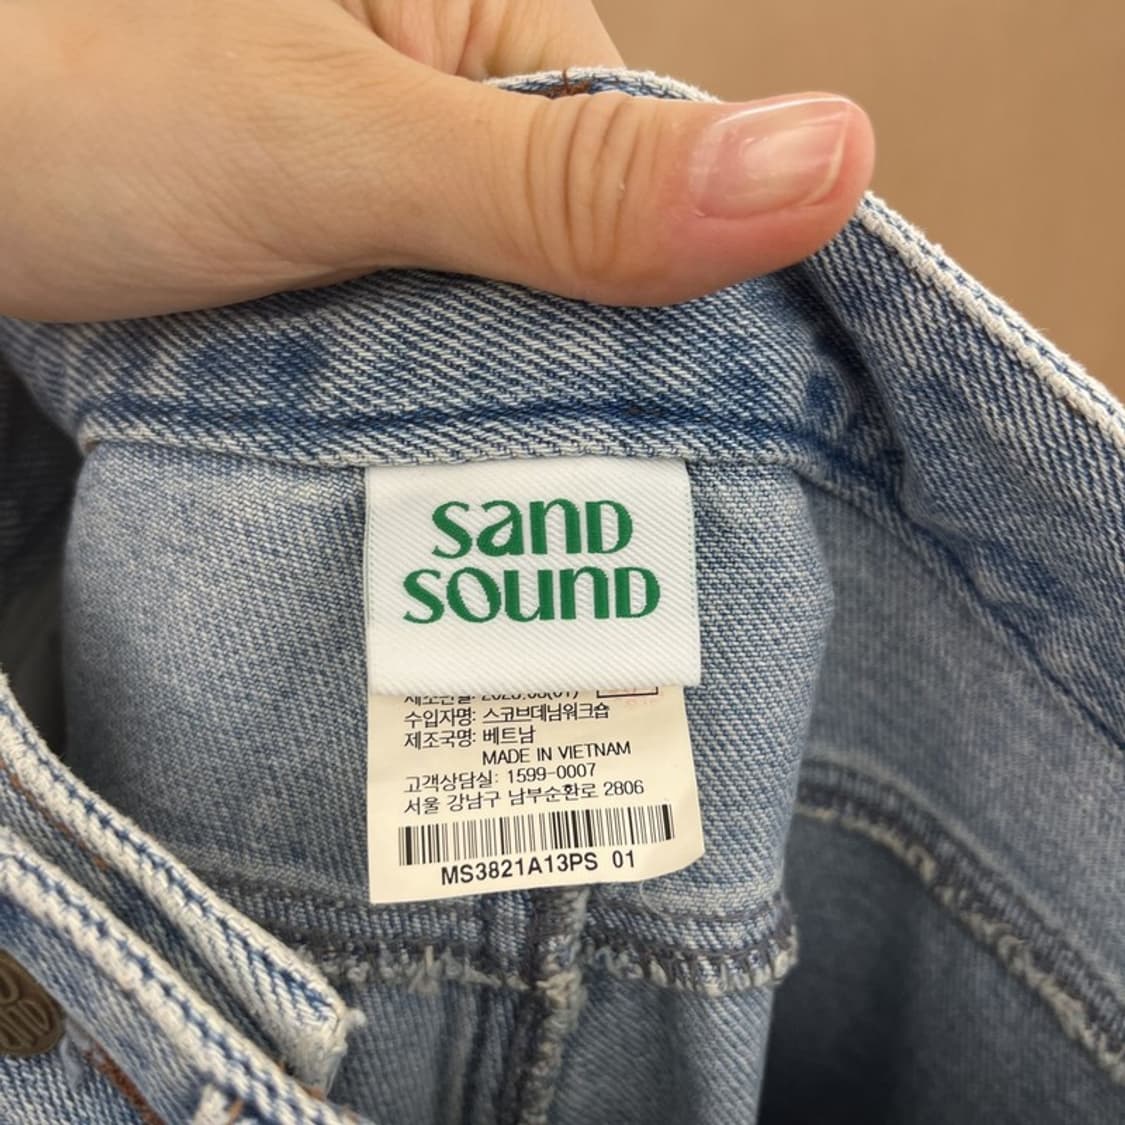 sanD
sounD
수입자명: 스코브데님워크숍
제조국명: 베트남
MADE IN VIETNAM
고객상담실: 1599-0007
서울 강남구 남부순환로 2806
MS3821A13PS 01